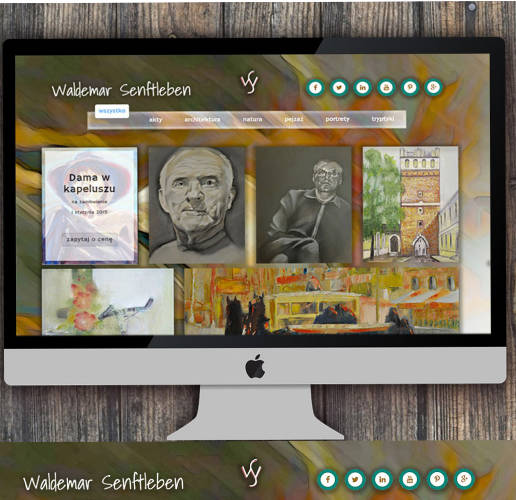 Waldemar Senftleben
wszystko
akty architektura natura pejzaż portrety tryptyki
Dama w
kapeluszu
na zamówienie
1 stycznia 2015
zapytaj o cenę
Waldemar Senftleben